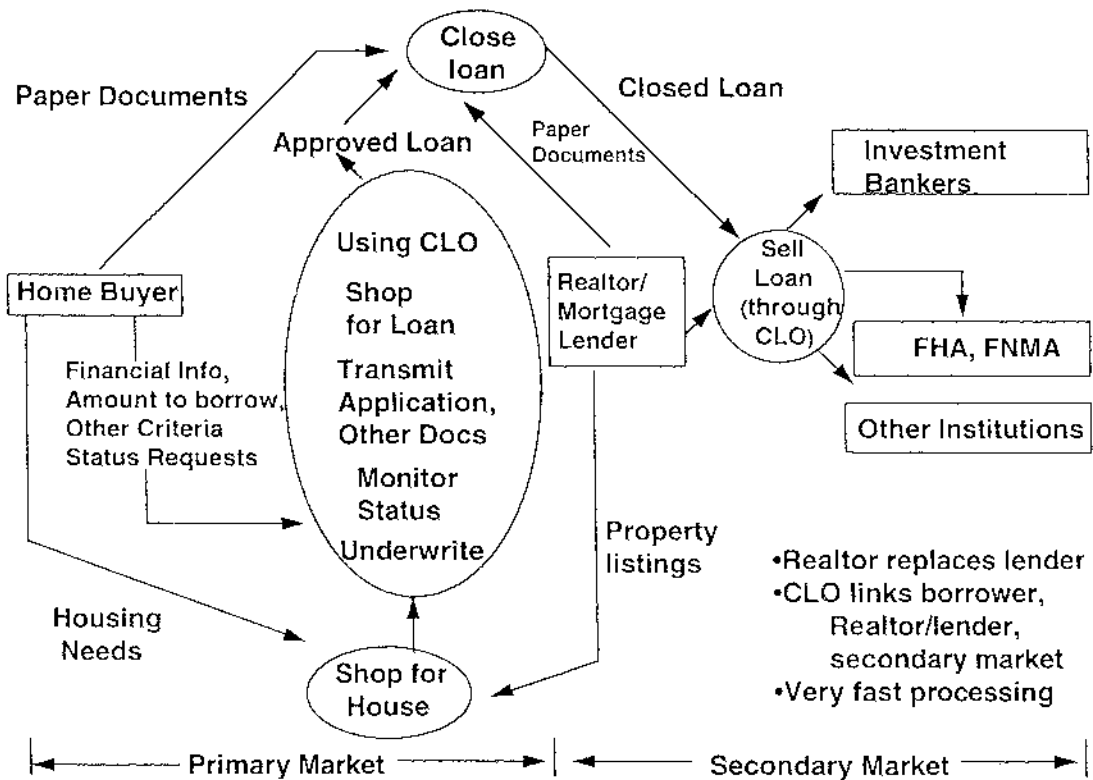 Close
loan
Paper Documents
Closed Loan
Paper
Documents
Approved Loan
Investment
Bankers
Using CLO
Shop
for Loan
Transmit
Application,
Other Docs
Monitor
Status
Underwrite
Home Buyer
Realtor/
Mortgage
Lender
Sell
Loan
(through
CLO)
FHA, FNMA
Other Institutions
Financial Info,
Amount to borrow,
Other Criteria
Status Requests
Property
listings
•Realtor replaces lender
•CLO links borrower,
Realtor/lender,
secondary market
•Very fast processing
Housing
Needs
Shop for
House
Primary Market
Secondary Market